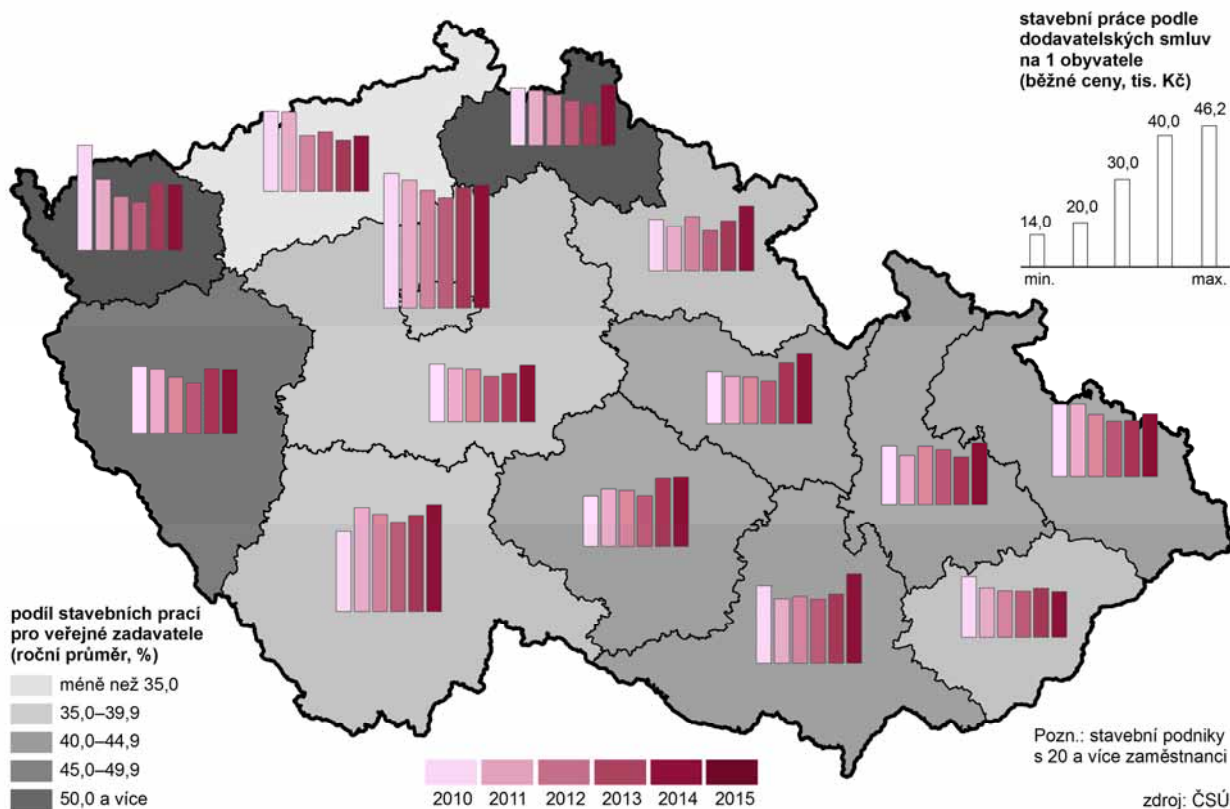 stavební práce podle
dodavatelských smluv
na 1 obyvatele
(běžné ceny, tis. Kč)
46,2
40,0
30,0
20,0
14,0
min.
max.
podíl stavebních prací
pro veřejné zadavatele
(roční průměr, %)
méně než 35,0
35,0–39,9
40,0–44,9
45,0–49,9
50,0 a více
2010 2011 2012 2013 2014 2015
Pozn.: stavební podniky
s 20 a více zaměstnanci
zdroj: ČSÚ